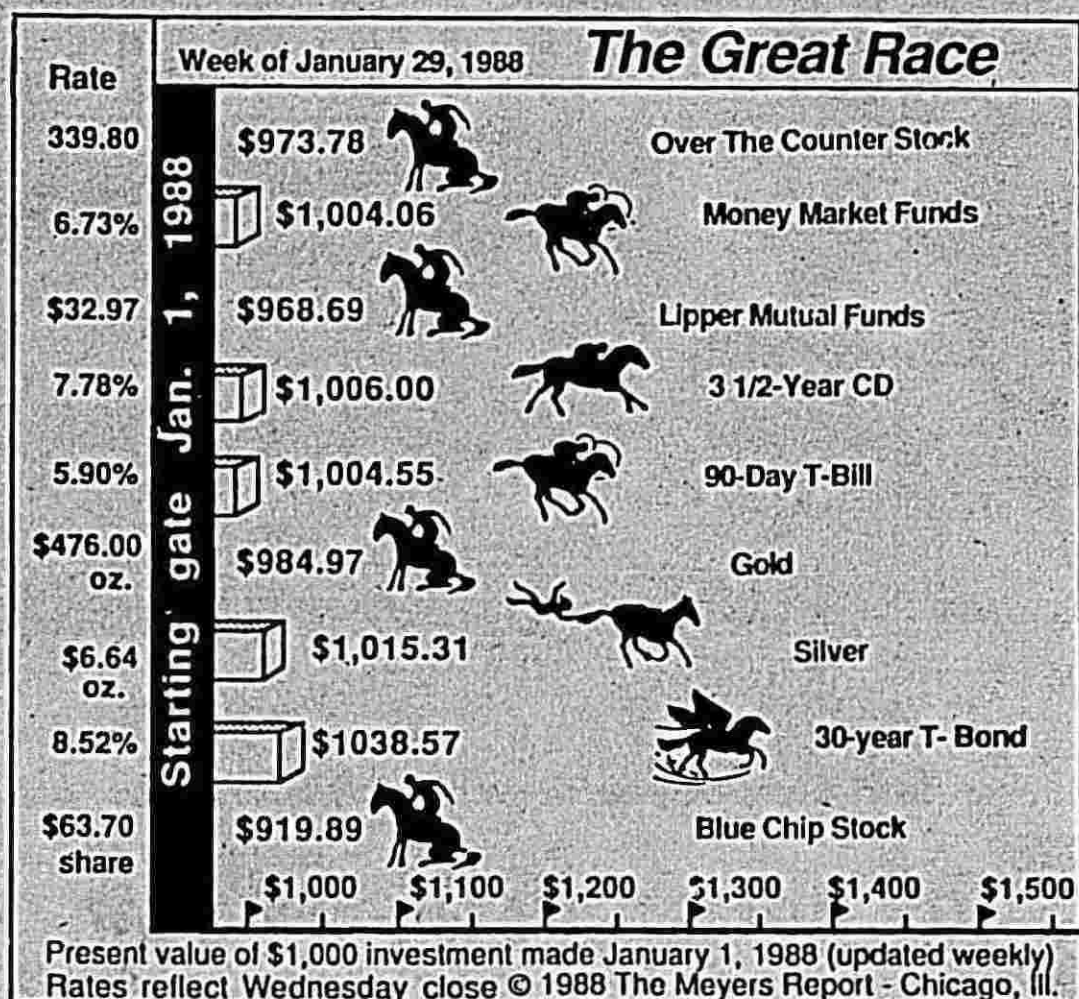 The Great Race
Week of January 29, 1988
Rate
Starting gate Jan. 1, 1988
339.80 $973.78 Over The Counter Stock
6.73% $1,004.06 Money Market Funds
$32.97 $968.69 Lipper Mutual Funds
7.78% $1,006.00 3 1/2-Year CD
5.90% $1,004.55 90-Day T-Bill
$476.00 oz. $984.97 Gold
$6.64 oz. $1,015.31 Silver
8.52% $1038.57 30-year T- Bond
$63.70 share $919.89 Blue Chip Stock
$1,000 $1,100 $1,200 $1,300 $1,400 $1,500
Present value of $1,000 investment made January 1, 1988 (updated weekly)
Rates reflect Wednesday close © 1988 The Meyers Report - Chicago, Ill.